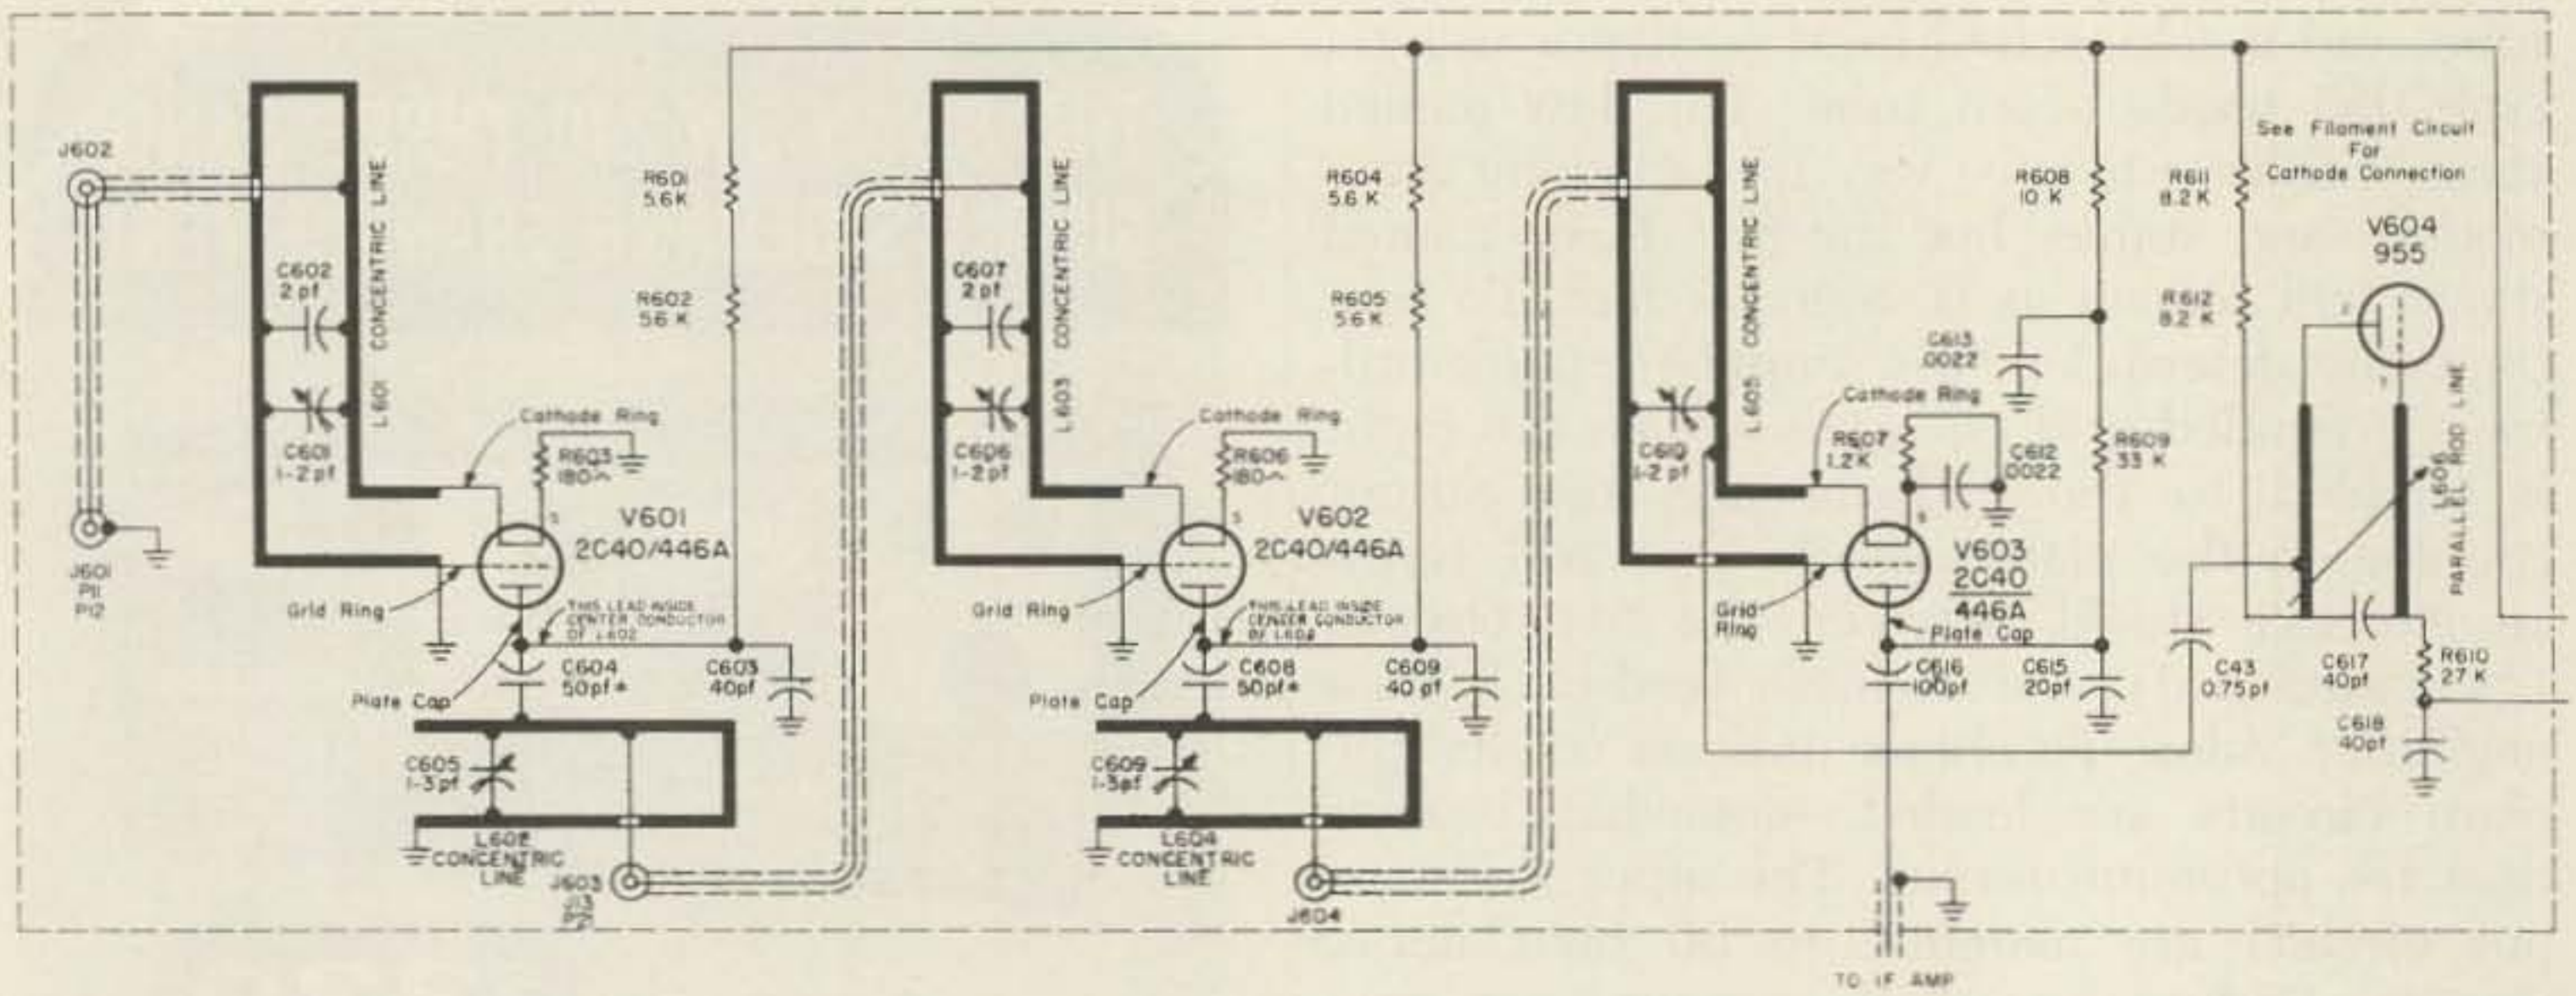 J602
J601
P11
P12
C602
2 pf
C601
1-2 pf
L601 CONCENTRIC LINE
Cathode Ring
R603
180
5
V601
2C40/446A
Grid Ring
THIS LEAD INSIDE
CENTER CONDUCTOR
OF L602
Plate Cap
C604
50pf*
C603
40pf
C605
1-3pf
L602
CONCENTRIC
LINE
J603
R601
5.6K
R602
5.6 K
C607
2 pf
C606
1-2 pf
L603 CONCENTRIC LINE
Cathode Ring
R606
180
5
V602
2C40/446A
Grid Ring
THIS LEAD INSIDE
CENTER CONDUCTOR
OF L604
Plate Cap
C608
50pf*
C609
40 pf
C609
1-3pf
L604
CONCENTRIC
LINE
J604
R604
5.6 K
R605
5.6 K
C610
1-2 pf
L605 CONCENTRIC LINE
Cathode Ring
R607
1.2K
C612
.0022
C613
.0022
V603
2C40
446A
Grid
Ring
Plate Cap
C616
100pf
C615
20pf
R608
10 K
R609
33 K
R611
8.2 K
R612
8.2 K
See Filament Circuit
For
Cathode Connection
V604
955
2
L606
PARALLEL ROD LINE
C43
0.75pf
C617
40pf
R610
27 K
C618
40pf
TO IF AMP